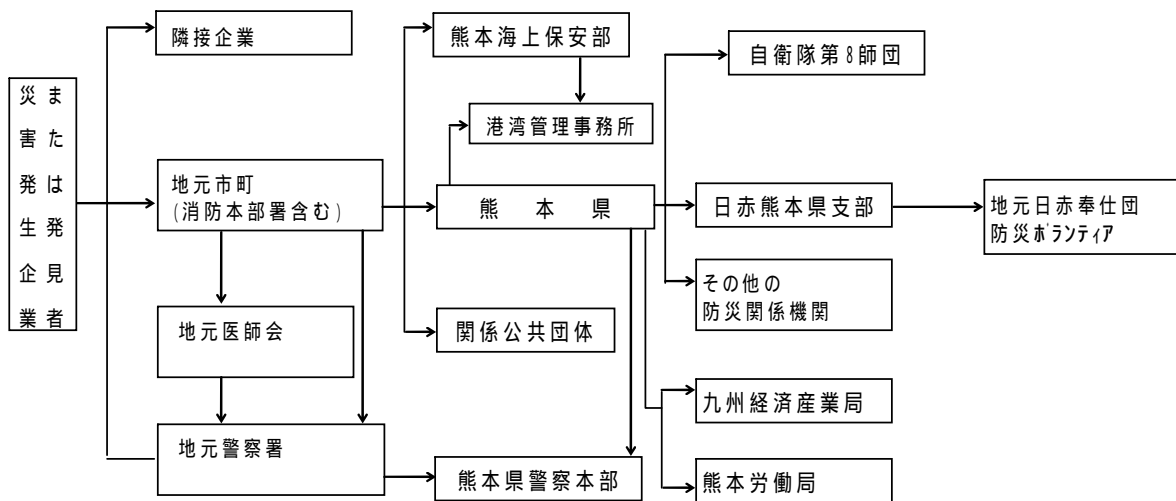 災害発生企業
または発見者
隣接企業
地元市町
(消防本部署含む)
地元医師会
地元警察署
熊本海上保安部
港湾管理事務所
熊本県
関係公共団体
熊本県警察本部
自衛隊第8師団
日赤熊本県支部
その他の
防災関係機関
九州経済産業局
熊本労働局
地元日赤奉仕団
防災ﾎﾞランティア